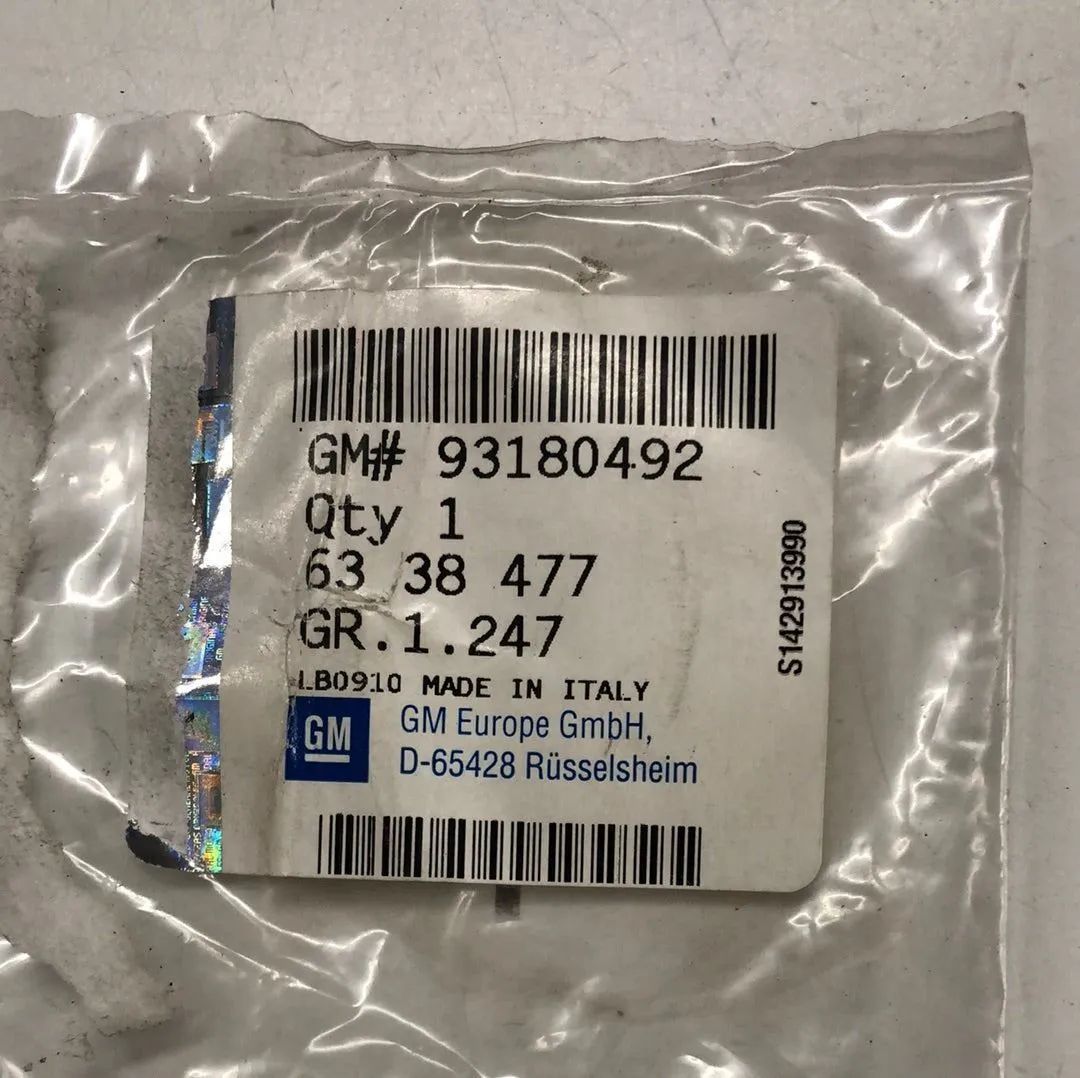 GM# 93180492
Qty 1
63 38 477
GR.1.247
LB0910 MADE IN ITALY
GM
GM Europe GmbH,
D-65428 Rüsselsheim
S142913990